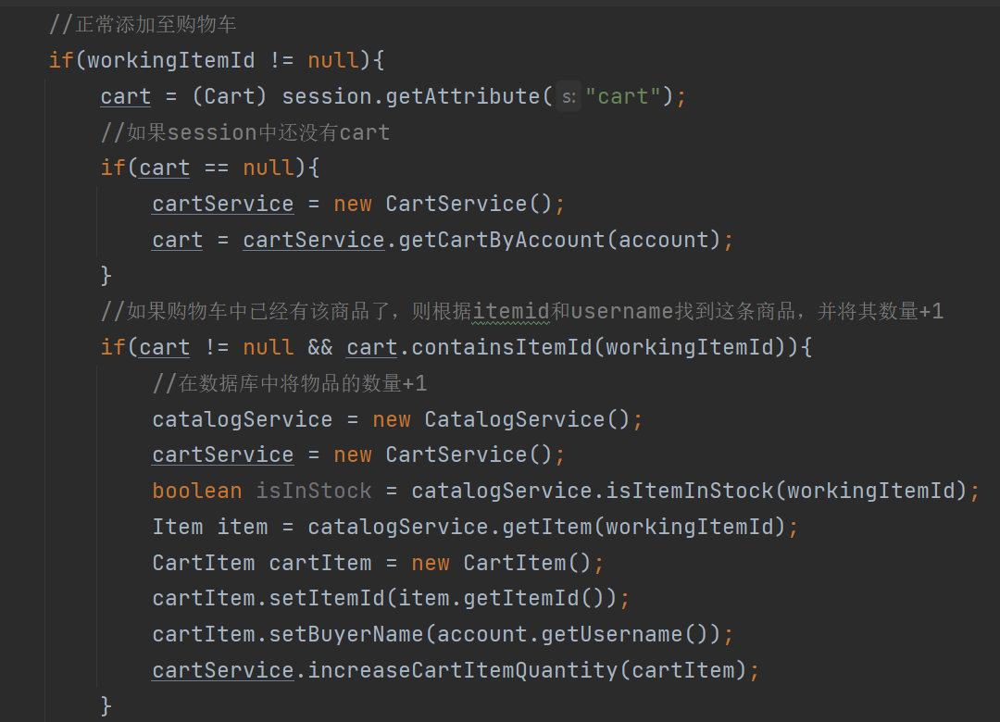 //正常添加至购物车
if(workingItemId != null){
cart = (Cart) session.getAttribute( s: "cart");
//如果session中还没有cart
if(cart == null){
cartService = new CartService();
cart = cartService.getCartByAccount(account);
}
//如果购物车中已经有该商品了，则根据itemid和username找到这条商品，并将其数量+1
if(cart != null && cart.containsItemId(workingItemId)){
//在数据库中将物品的数量+1
catalogService = new CatalogService();
cartService = new CartService();
boolean isInStock = catalogService.isItemInStock(workingItemId);
Item item = catalogService.getItem(workingItemId);
CartItem cartItem = new CartItem();
cartItem.setItemId(item.getItemId());
cartItem.setBuyerName(account.getUsername());
cartService.increaseCartItemQuantity(cartItem);
}